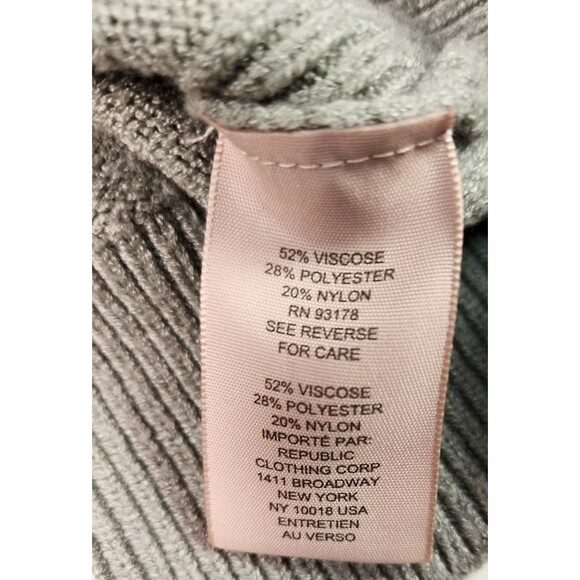 52% VISCOSE
28% POLYESTER
20% NYLON
RN 93178
SEE REVERSE
FOR CARE
52% VISCOSE
28% POLYESTER
20% NYLON
IMPORTÉ PAR:
REPUBLIC
CLOTHING CORP
1411 BROADWAY
NEW YORK
NY 10018 USA
ENTRETIEN
AU VERSO